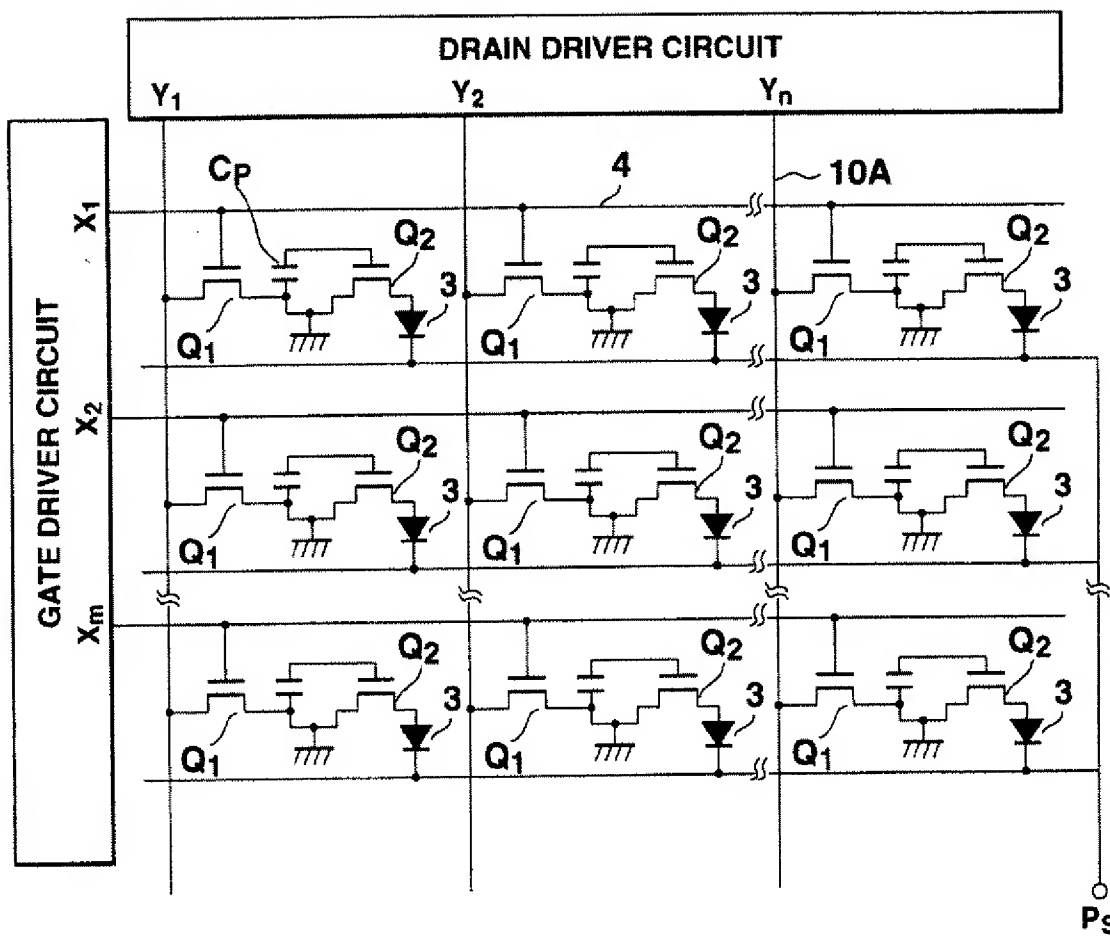 DRAIN DRIVER CIRCUIT
Y1 Y2 Yn
GATE DRIVER CIRCUIT
X1
CP 4 10A
Q2 Q2 Q2
3 3 3
Q1 Q1 Q1
X2
Q2 Q2 Q2
3 3 3
Q1 Q1 Q1
Xm
Q2 Q2 Q2
3 3 3
Q1 Q1 Q1
PS